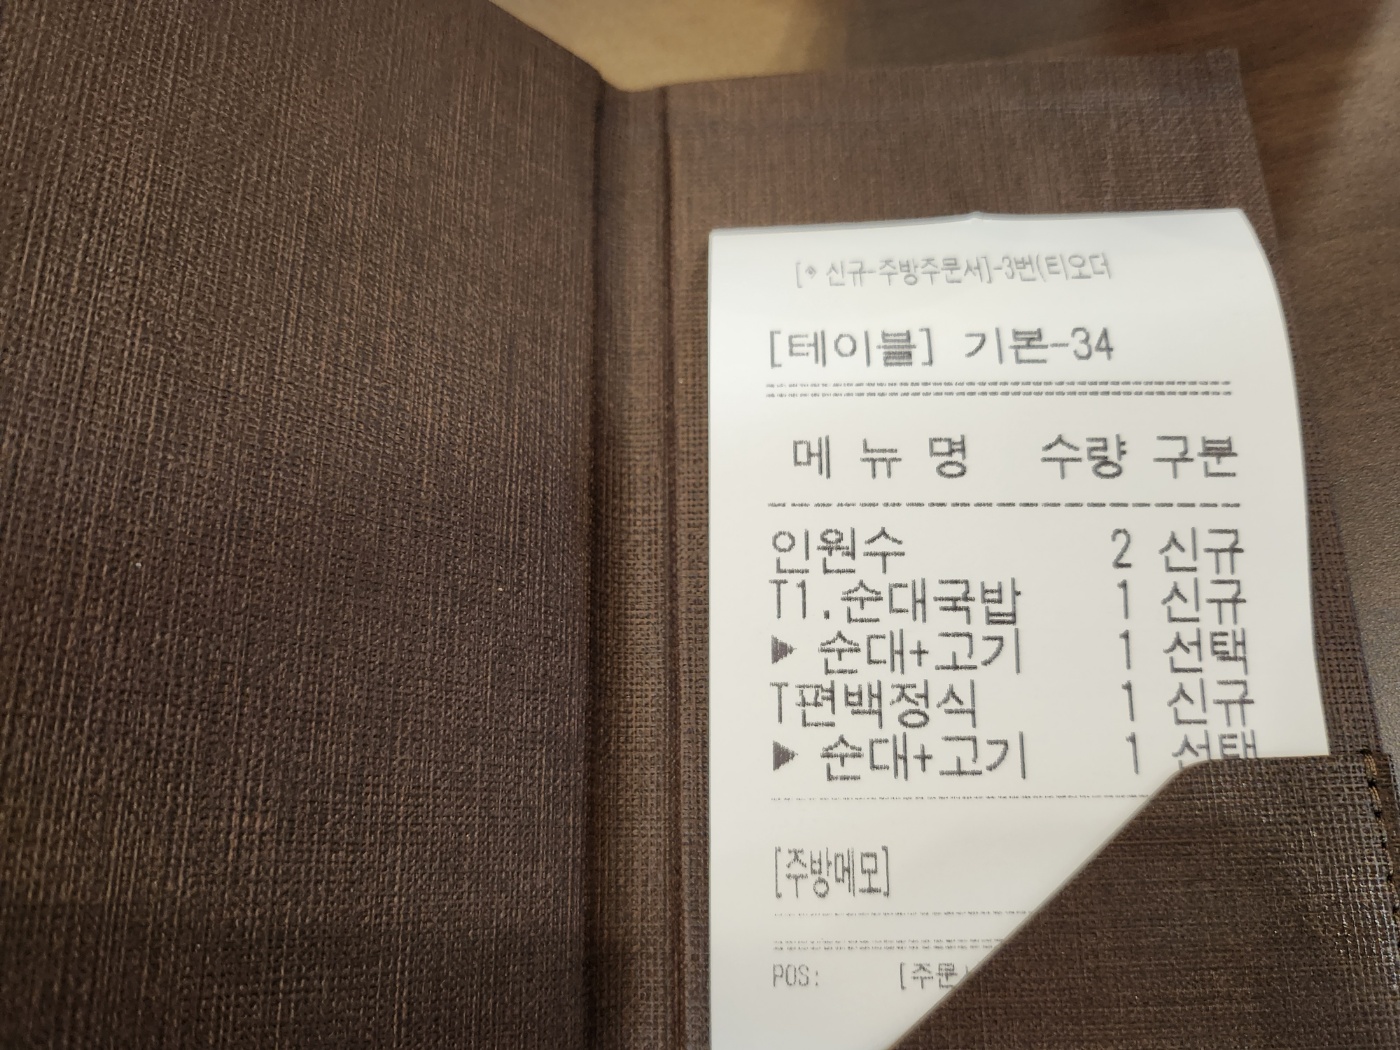 [* 신규-주방주문서]-3번(티오더
[테이블] 기본-34
메 뉴 명 수량 구분
인원수 2 신규
T1.순대국밥 1 신규
▶ 순대+고기 1 선택
T편백정식 1 신규
▶ 순대+고기 1 선택
[주방메모]
POS: [주문